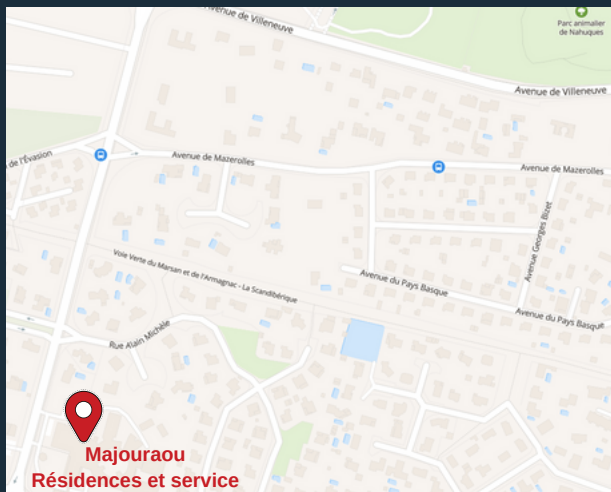 Avenue de Villeneuve
Parc animalier
de Nahuques
Avenue de Villeneuve
de l'Évasion
Avenue de Mazerolles
Avenue de Mazerolles
Avenue Georges Bizet
Voie Verte du Marsan et de l'Armagnac - La Scandibérique
Avenue du Pays Basque
Avenue du Pays Basque
Rue Alain Michèle
Majouraou
Résidences et service